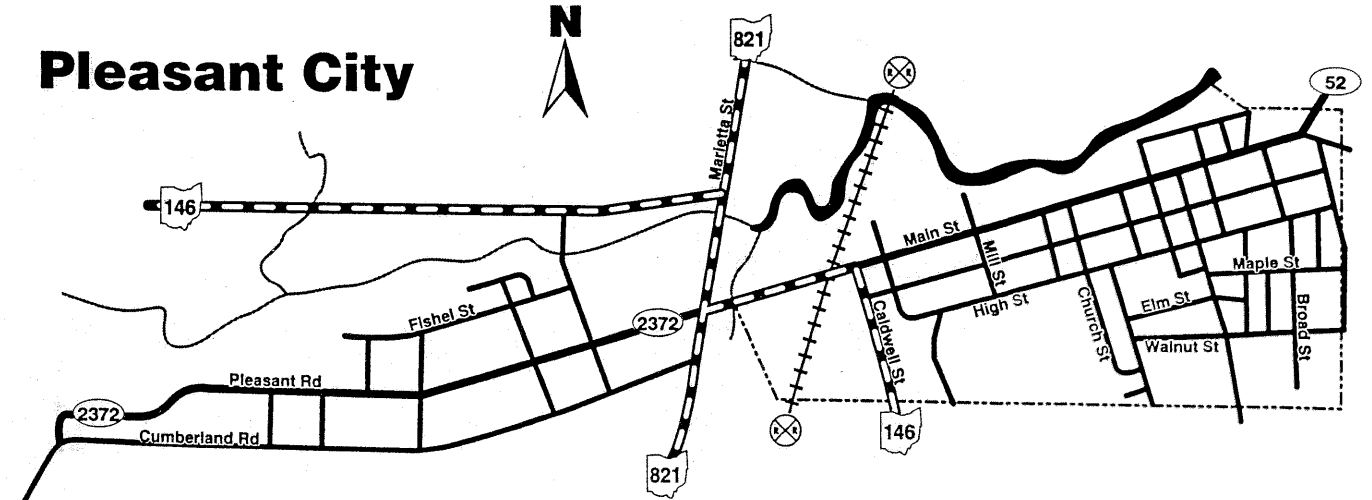 N
821
Pleasant City
R R
52
Marietta St
146
Main St
Mill St
Maple St
Fishel St
2372
High St
Elm St
Caldwell St
Church St
Broad St
Walnut St
Pleasant Rd
2372
Cumberland Rd
R R
146
821